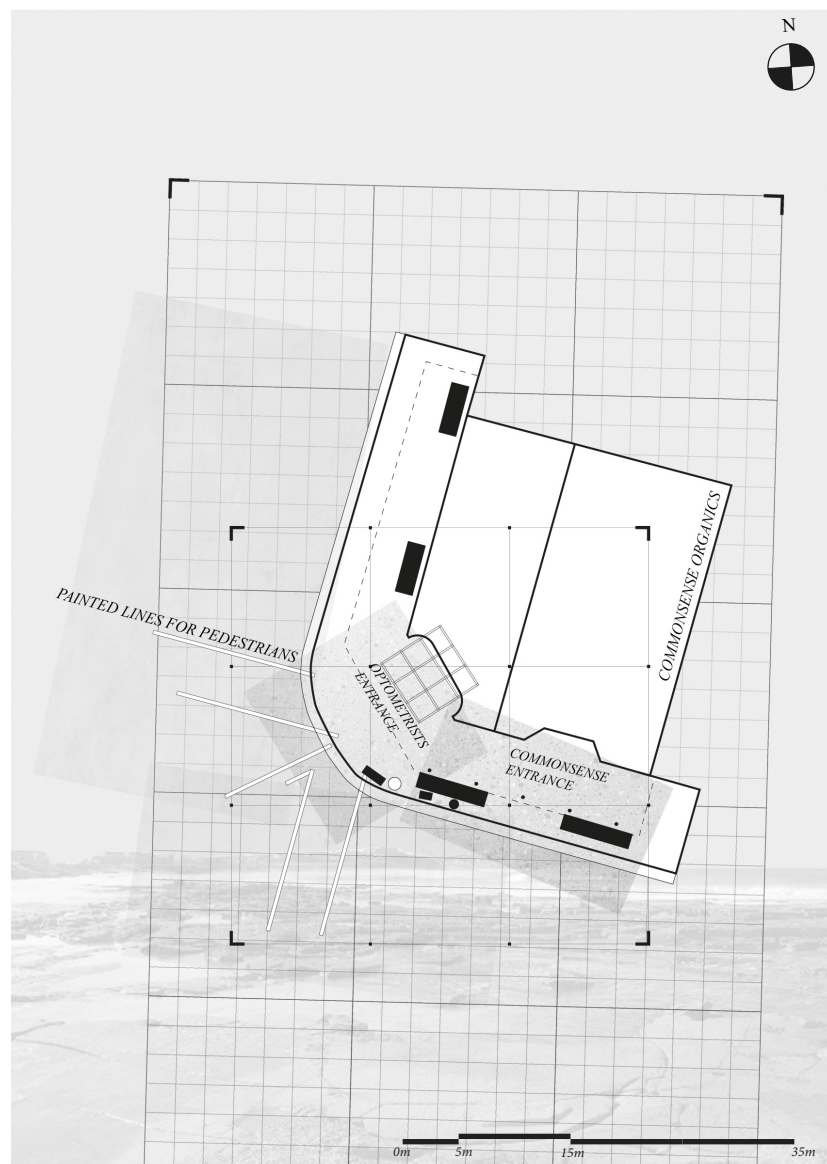 N
COMMONSENSE ORGANICS
PAINTED LINES FOR PEDESTRIANS
OPTOMETRISTS
ENTRANCE
COMMONSENSE
ENTRANCE
0m 5m 15m 35m